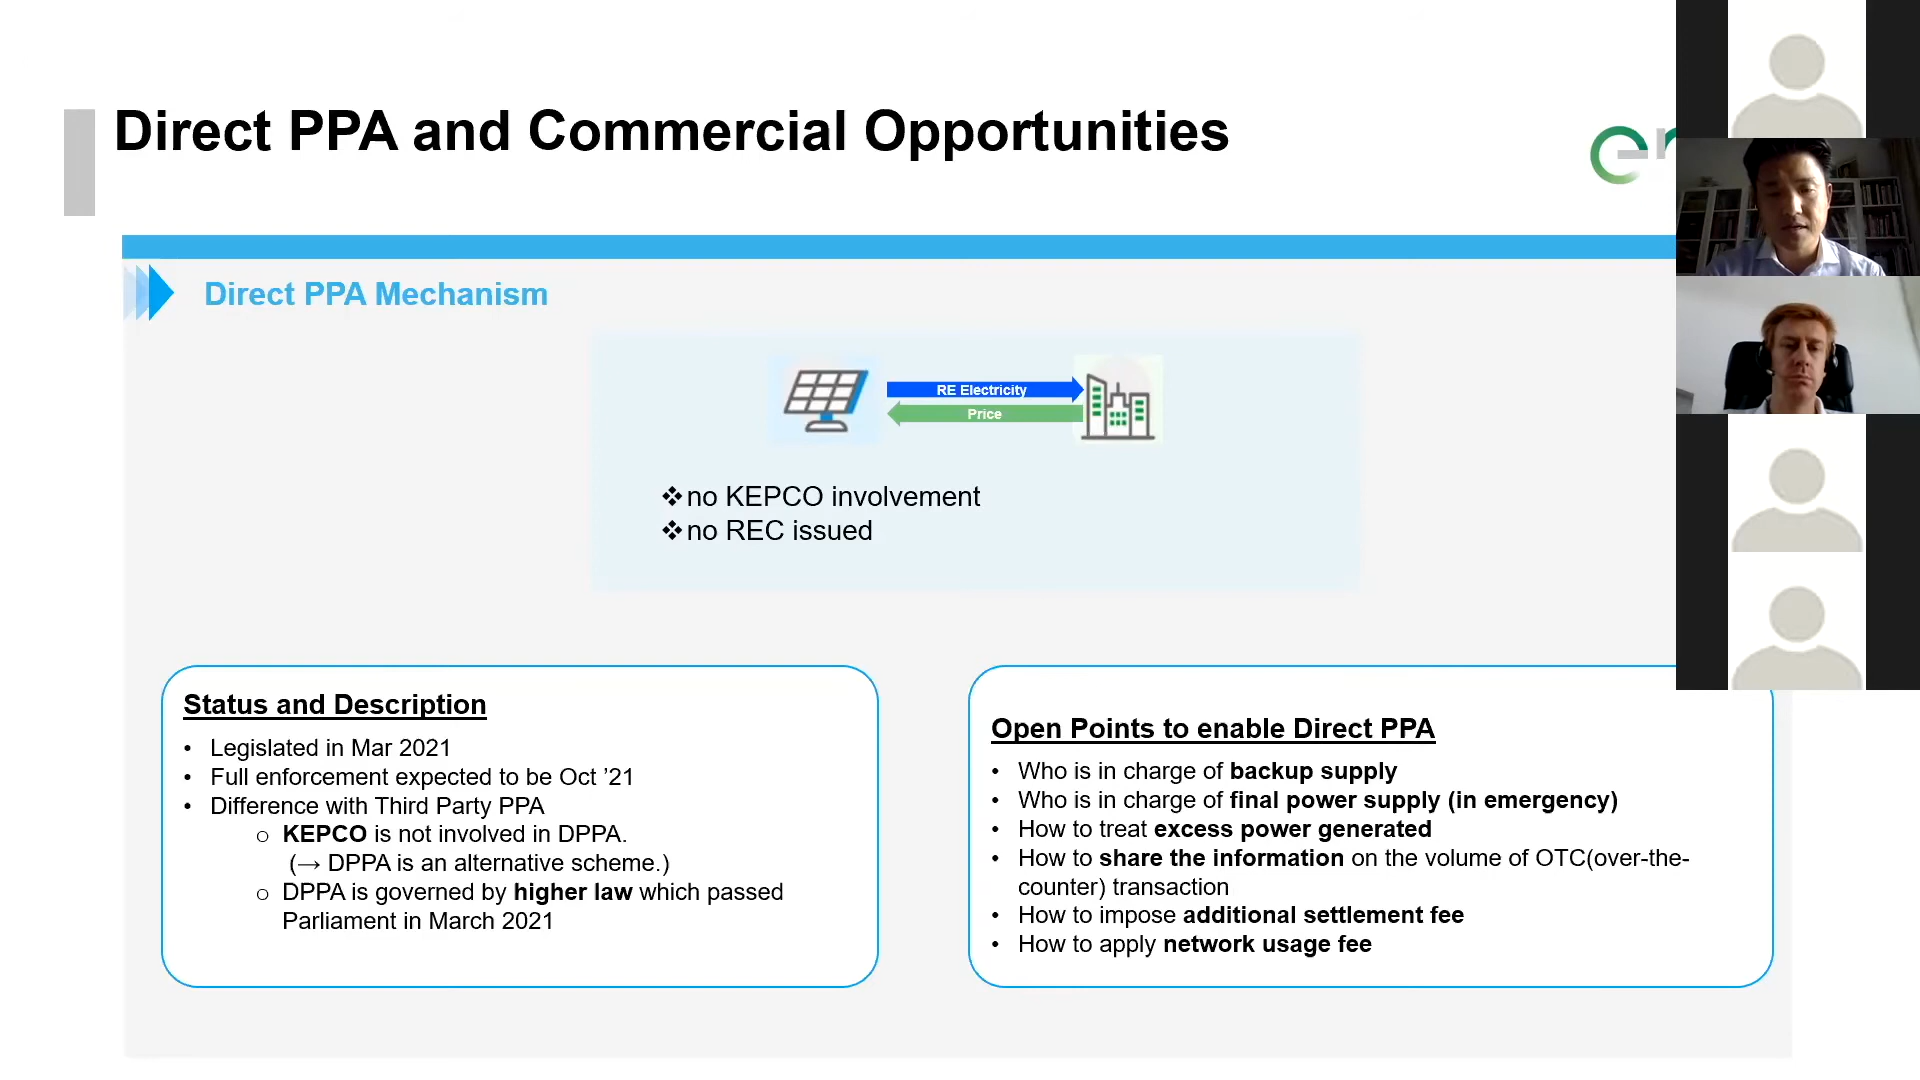 Direct PPA and Commercial Opportunities
Direct PPA Mechanism
RE Electricity
Price
❖no KEPCO involvement
❖no REC issued
Status and Description
• Legislated in Mar 2021
• Full enforcement expected to be Oct ’21
• Difference with Third Party PPA
o KEPCO is not involved in DPPA.
(→ DPPA is an alternative scheme.)
o DPPA is governed by higher law which passed
Parliament in March 2021
Open Points to enable Direct PPA
• Who is in charge of backup supply
• Who is in charge of final power supply (in emergency)
• How to treat excess power generated
• How to share the information on the volume of OTC(over-the-
counter) transaction
• How to impose additional settlement fee
• How to apply network usage fee